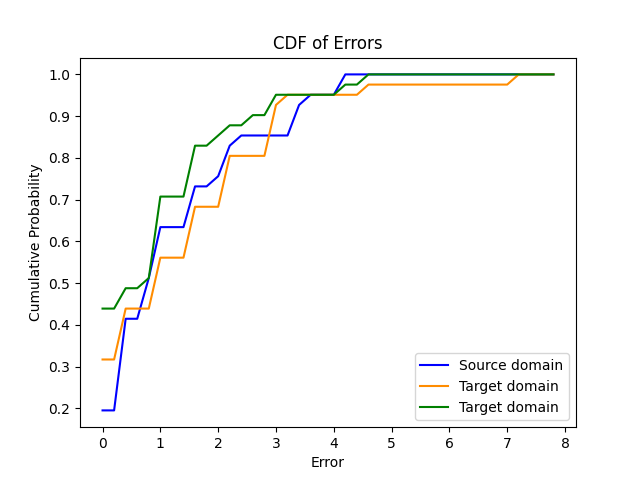 CDF of Errors
1.0
0.9
0.8
0.7
0.6
0.5
0.4
0.3
0.2
Cumulative Probability
Source domain
Target domain
Target domain
0 1 2 3 4 5 6 7 8
Error